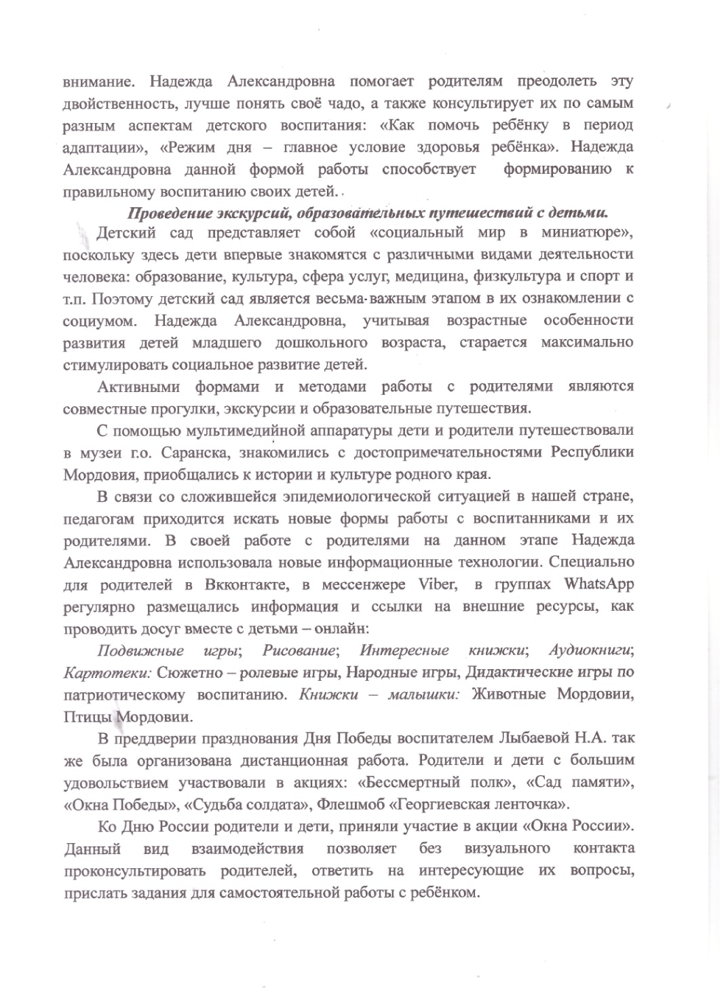 внимание. Надежда Александровна помогает родителям преодолеть эту
двойственность, лучше понять своё чадо, а также консультирует их по самым
разным аспектам детского воспитания: «Как помочь ребёнку в период
адаптации», «Режим дня – главное условие здоровья ребёнка». Надежда
Александровна данной формой работы способствует формированию к
правильному воспитанию своих детей.
Проведение экскурсий, образовательных путешествий с детьми.
Детский сад представляет собой «социальный мир в миниатюре»,
поскольку здесь дети впервые знакомятся с различными видами деятельности
человека: образование, культура, сфера услуг, медицина, физкультура и спорт и
т.п. Поэтому детский сад является весьма важным этапом в их ознакомлении с
социумом. Надежда Александровна, учитывая возрастные особенности
развития детей младшего дошкольного возраста, старается максимально
стимулировать социальное развитие детей.
Активными формами и методами работы с родителями являются
совместные прогулки, экскурсии и образовательные путешествия.
С помощью мультимедийной аппаратуры дети и родители путешествовали
в музеи г.о. Саранска, знакомились с достопримечательностями Республики
Мордовия, приобщались к истории и культуре родного края.
В связи со сложившейся эпидемиологической ситуацией в нашей стране,
педагогам приходится искать новые формы работы с воспитанниками и их
родителями. В своей работе с родителями на данном этапе Надежда
Александровна использовала новые информационные технологии. Специально
для родителей в Вкконтакте, в мессенжере Viber, в группах WhatsApp
регулярно размещались информация и ссылки на внешние ресурсы, как
проводить досуг вместе с детьми – онлайн:
Подвижные игры; Рисование; Интересные книжки; Аудиокниги;
Картотеки: Сюжетно – ролевые игры, Народные игры, Дидактические игры по
патриотическому воспитанию. Книжки – малышки: Животные Мордовии,
Птицы Мордовии.
В преддверии празднования Дня Победы воспитателем Лыбаевой Н.А. так
же была организована дистанционная работа. Родители и дети с большим
удовольствием участвовали в акциях: «Бессмертный полк», «Сад памяти»,
«Окна Победы», «Судьба солдата», Флешмоб «Георгиевская ленточка».
Ко Дню России родители и дети, приняли участие в акции «Окна России».
Данный вид взаимодействия позволяет без визуального контакта
проконсультировать родителей, ответить на интересующие их вопросы,
прислать задания для самостоятельной работы с ребёнком.